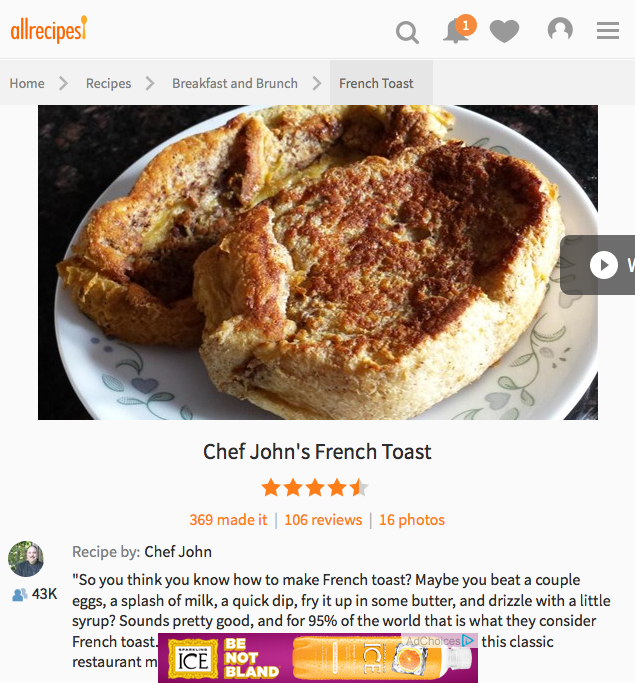 allrecipes
1
Home > Recipes > Breakfast and Brunch > French Toast
W
Chef John's French Toast
369 made it | 106 reviews | 16 photos
Recipe by: Chef John
43K
"So you think you know how to make French toast? Maybe you beat a couple
eggs, a splash of milk, a quick dip, fry it up in some butter, and drizzle with a little
syrup? Sounds pretty good, and for 95% of the world that is what they consider
French toast. this classic
restaurant m
SPARKLING
ICE
BE
NOT
BLAND
ICE
AdChoices